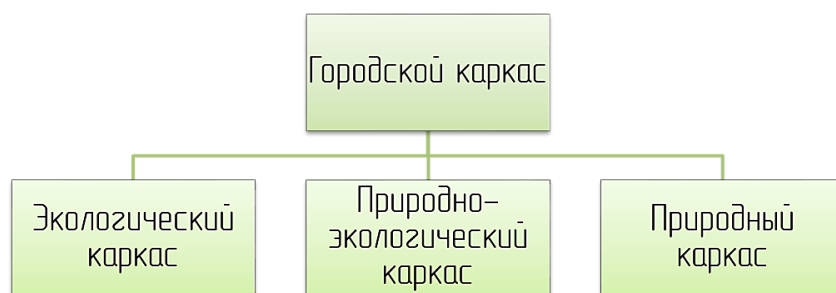 Городской каркас
Экологический
каркас
Природно-
экологический
каркас
Природный
каркас